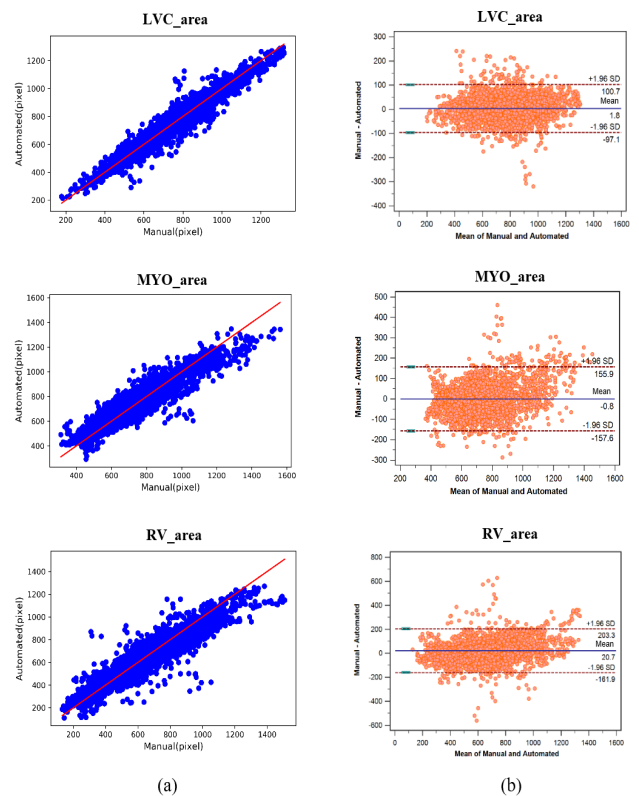 LVC_area
LVC_area
1200
1000
800
600
400
200
Automated(pixel)
200 400 600 800 1000 1200
Manual(pixel)
300
200
100
0
-100
-200
-300
-400
Manual - Automated
+1.96 SD
100.7
Mean
1.8
-1.96 SD
-97.1
0 200 400 600 800 1000 1200 1400 1600
Mean of Manual and Automated
MYO_area
MYO_area
1600
1400
1200
1000
800
600
400
Automated(pixel)
400 600 800 1000 1200 1400 1600
Manual(pixel)
500
400
300
200
100
0
-100
-200
-300
Manual - Automated
+1.96 SD
155.9
Mean
-0.8
-1.96 SD
-157.6
200 400 600 800 1000 1200 1400 1600
Mean of Manual and Automated
RV_area
RV_area
1400
1200
1000
800
600
400
200
Automated(pixel)
200 400 600 800 1000 1200 1400
Manual(pixel)
800
600
400
200
0
-200
-400
-600
Manual - Automated
+1.96 SD
203.3
Mean
20.7
-1.96 SD
-161.9
0 200 400 600 800 1000 1200 1400 1600
Mean of Manual and Automated
(a)
(b)